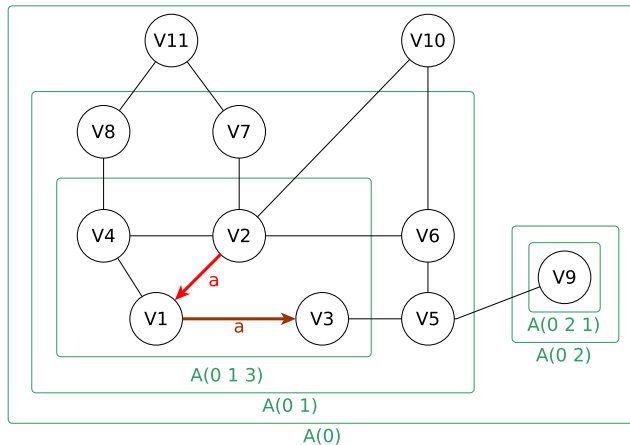 V11 V10
V8 V7
V4 V2 V6
a
V9
V1 a V3 V5
A(0 2 1)
A(0 2)
A(0 1 3)
A(0 1)
A(0)